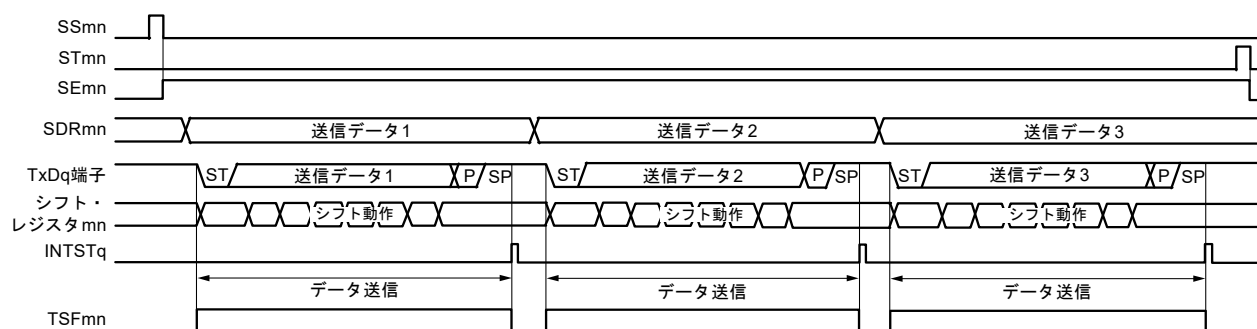 SSmn
STmn
SEmn
SDRmn 送信データ1 送信データ2 送信データ3
TxDq端子 ST 送信データ1 P SP ST 送信データ2 P SP ST 送信データ3 P SP
シフト・
レジスタmn シフト動作 シフト動作 シフト動作
INTSTq
データ送信 データ送信 データ送信
TSFmn